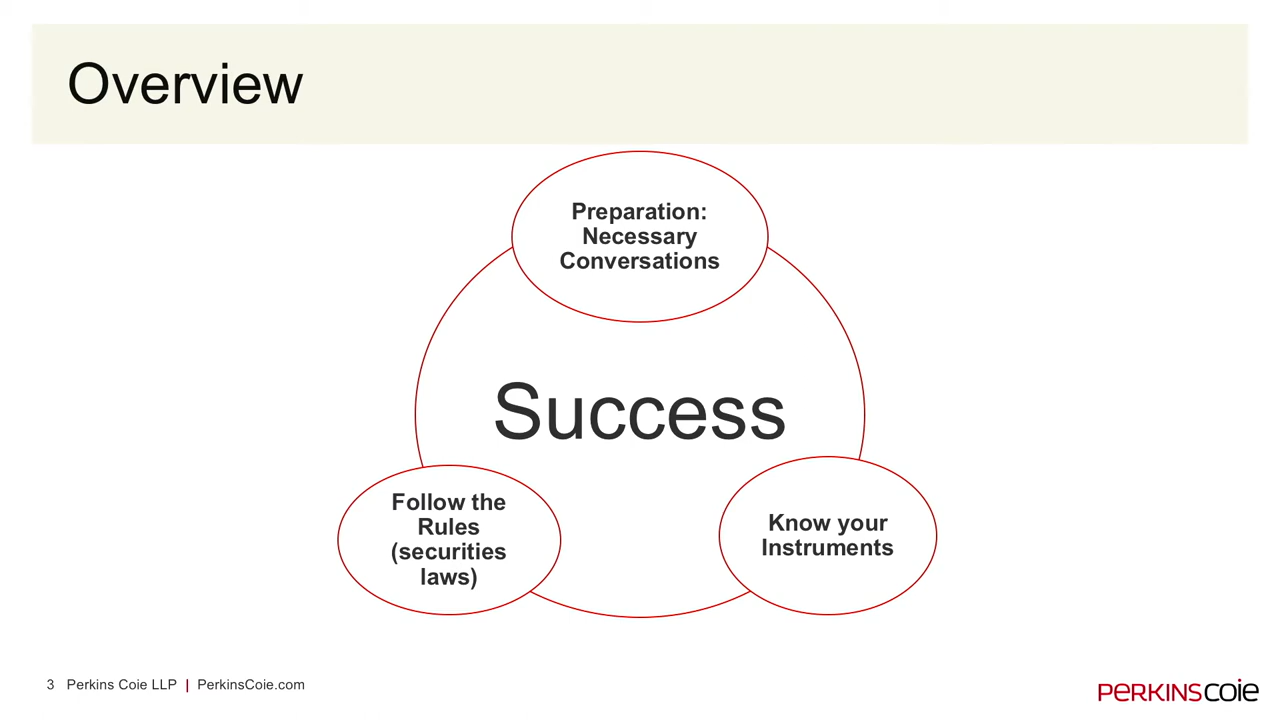 Overview
Preparation:
Necessary
Conversations
Success
Follow the
Rules
(securities
laws)
Know your
Instruments
3 Perkins Coie LLP | PerkinsCoie.com
PERKINSCOIE